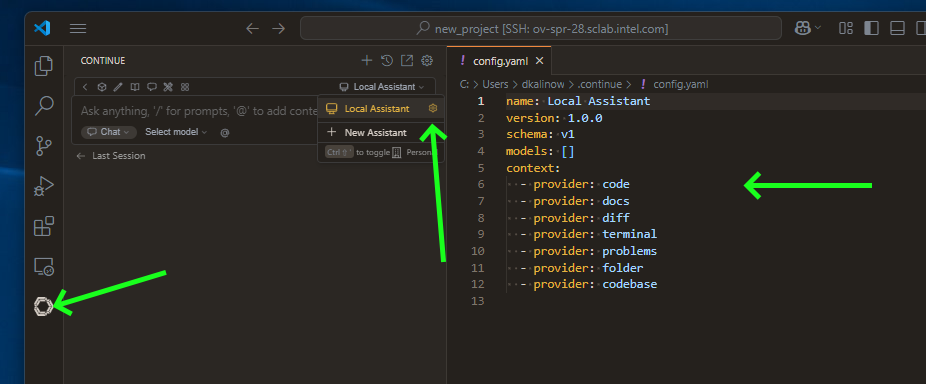 new_project [SSH: ov-spr-28.sclab.intel.com]
CONTINUE
Local Assistant
Ask anything, '/' for prompts, '@' to add conte
Chat
Select model
@
Local Assistant
New Assistant
Ctrl ⇧ to toggle Person
Last Session
! config.yaml
C: > Users > dkalinow > .continue > ! config.yaml
1 name: Local Assistant
2 version: 1.0.0
3 schema: v1
4 models: []
5 context:
6 - provider: code
7 - provider: docs
8 - provider: diff
9 - provider: terminal
10 - provider: problems
11 - provider: folder
12 - provider: codebase
13